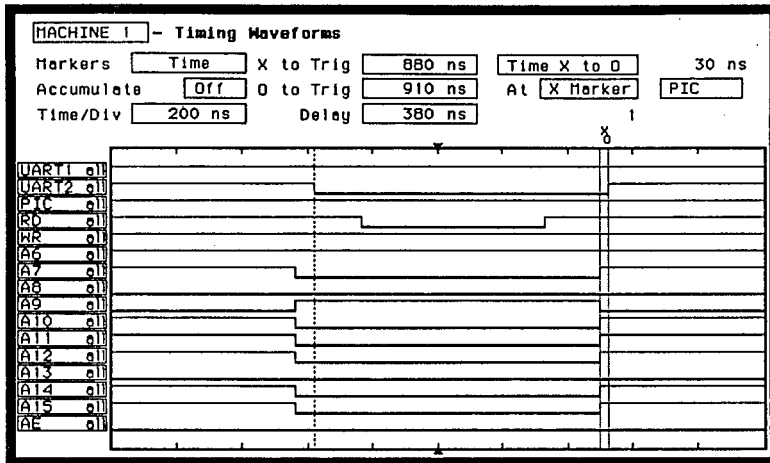 MACHINE 1 - Timing Waveforms
Markers Time X to Trig 880 ns Time X to O 30 ns
Accumulate Off O to Trig 910 ns At X Marker PIC
Time/Div 200 ns Delay 380 ns 1
X
O
UART1 all
UART2 all
PIC all
RD all
WR all
A6 all
A7 all
A8 all
A9 all
A10 all
A11 all
A12 all
A13 all
A14 all
A15 all
AE all